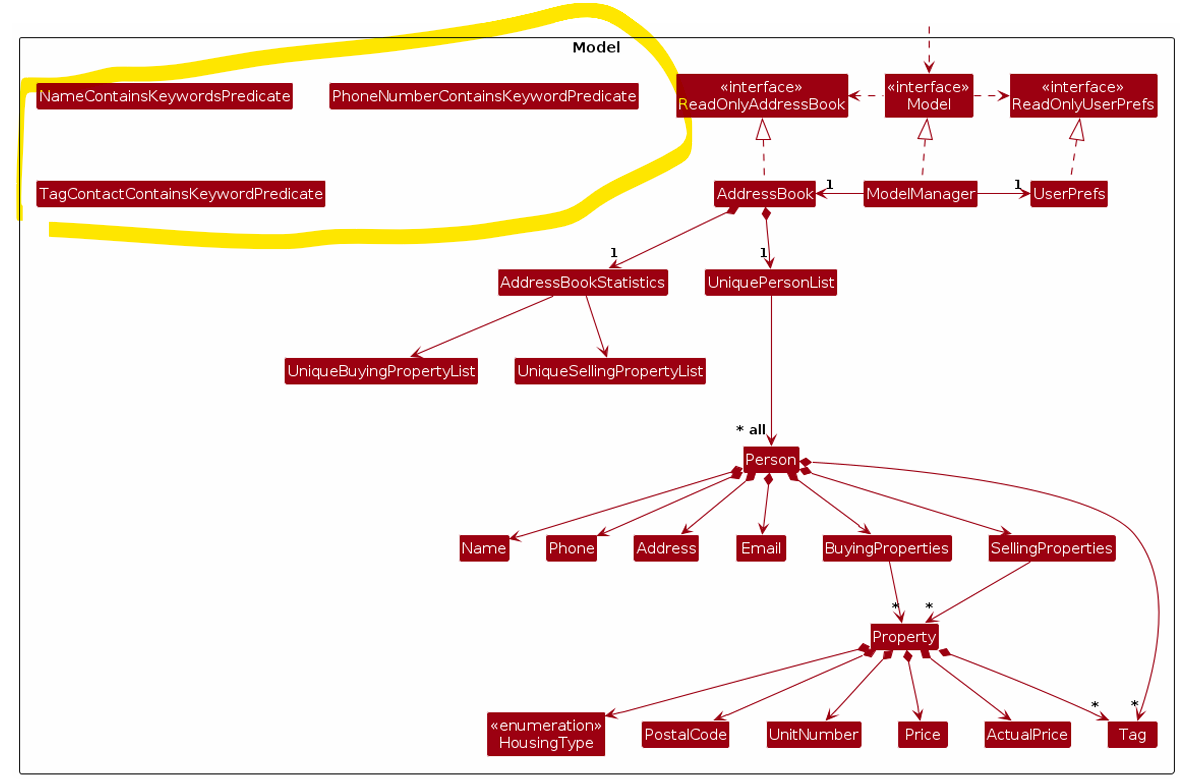 Model
NameContainsKeywordsPredicate
PhoneNumberContainsKeywordPredicate
«interface»
ReadOnlyAddressBook
«interface»
Model
«interface»
ReadOnlyUserPrefs
TagContactContainsKeywordPredicate
AddressBook
1
ModelManager
1
UserPrefs
1
1
AddressBookStatistics
UniquePersonList
UniqueBuyingPropertyList
UniqueSellingPropertyList
* all
Person
Name
Phone
Address
Email
BuyingProperties
SellingProperties
*
*
Property
*
*
«enumeration»
HousingType
PostalCode
UnitNumber
Price
ActualPrice
Tag